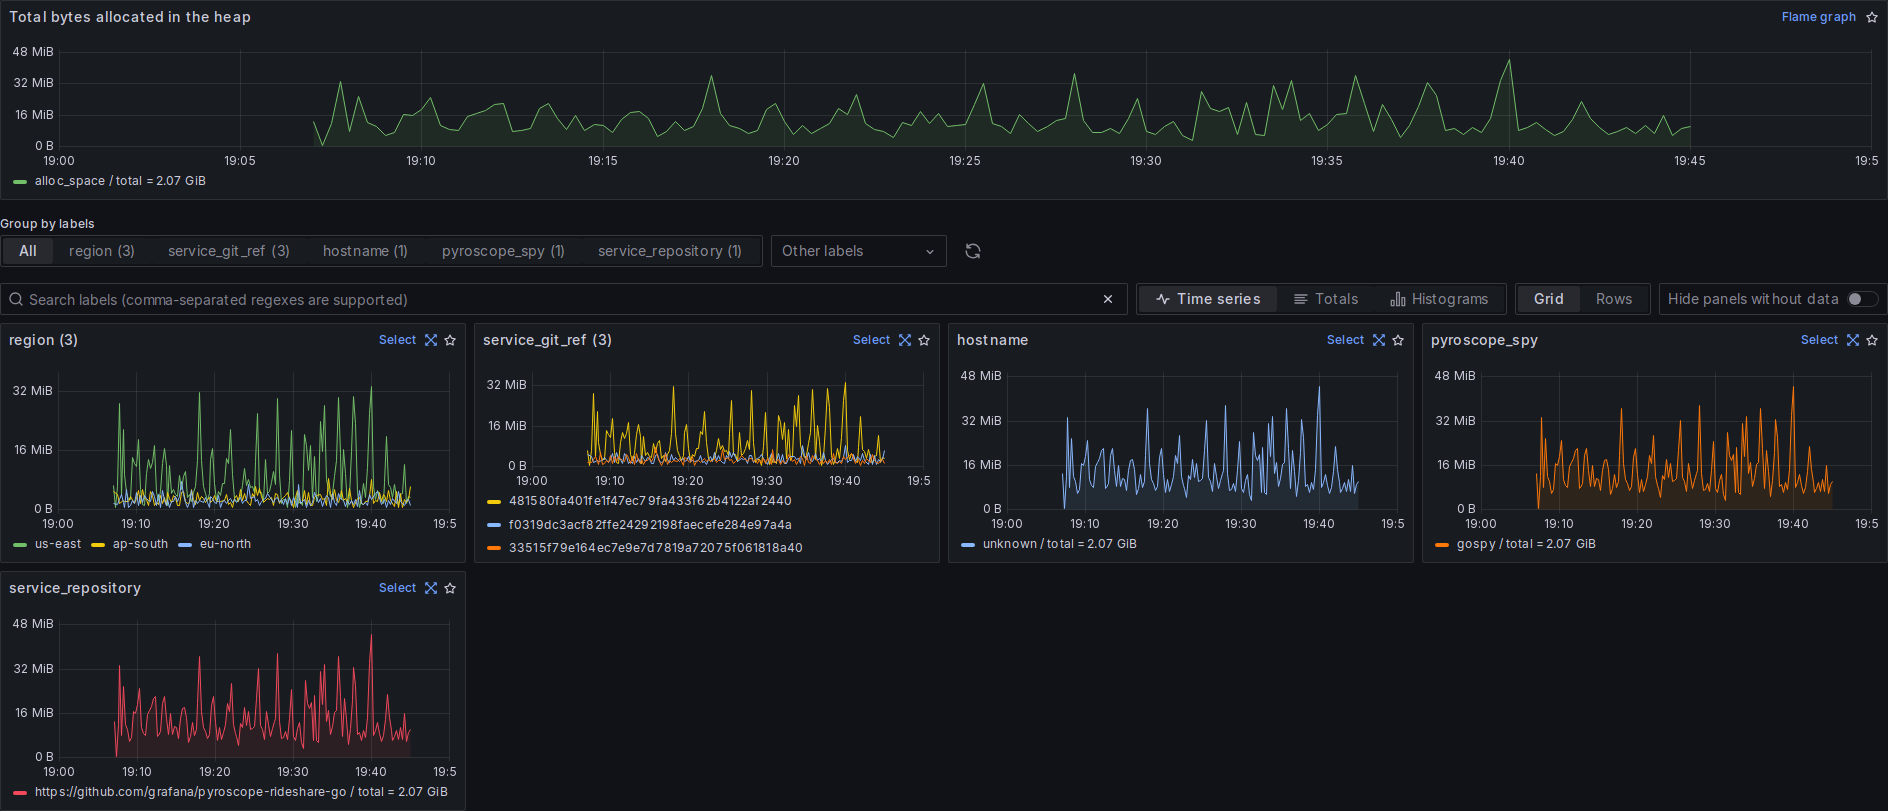 Total bytes allocated in the heap
Flame graph
48 MiB
32 MiB
16 MiB
0 B
19:00 19:05 19:10 19:15 19:20 19:25 19:30 19:35 19:40 19:45 19:5
alloc_space / total = 2.07 GiB
Group by labels
All region (3) service_git_ref (3) hostname (1) pyroscope_spy (1) service_repository (1) Other labels
Search labels (comma-separated regexes are supported) Time series Totals Histograms Grid Rows Hide panels without data
region (3) Select
32 MiB
16 MiB
0 B
19:00 19:10 19:20 19:30 19:40 19:5
us-east ap-south eu-north
service_git_ref (3) Select
32 MiB
16 MiB
0 B
19:00 19:10 19:20 19:30 19:40 19:5
481580fa401fe1f47ec79fa433f62b4122af2440
f0319dc3acf82ffe24292198faecefe284e97a4a
33515f79e164ec7e9e7d7819a72075f061818a40
hostname Select
48 MiB
32 MiB
16 MiB
0 B
19:00 19:10 19:20 19:30 19:40 19:5
unknown / total = 2.07 GiB
pyroscope_spy Select
48 MiB
32 MiB
16 MiB
0 B
19:00 19:10 19:20 19:30 19:40 19:5
gospy / total = 2.07 GiB
service_repository Select
48 MiB
32 MiB
16 MiB
0 B
19:00 19:10 19:20 19:30 19:40 19:5
https://github.com/grafana/pyroscope-rideshare-go / total = 2.07 GiB